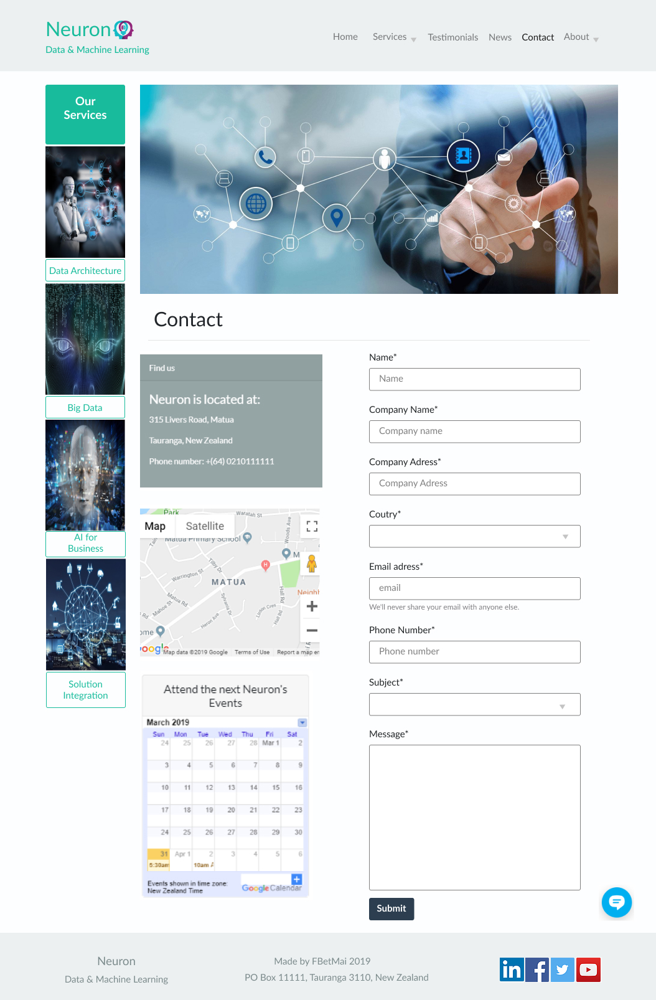 Neuron
Data & Machine Learning
Home
Services
Testimonials
News
Contact
About
Our
Services
Data Architecture
Big Data
AI for
Business
Solution
Integration
Contact
Find us
Neuron is located at:
315 Livers Road, Matua
Tauranga, New Zealand
Phone number: +(64) 0210111111
Park
Map
Satellite
Waratah St
Woods Ave
Matua Primary School
Tilby Dr
Warrington St
MATUA
Matua Rd
Mahoe St
Sylvania Dr
Heron Ave
Linton Cres
Hall Rd
Hall Rd
Map data ©2019 Google
Terms of Use
Attend the next Neuron's
Events
March 2019
Sun Mon Tue Wed Thu Fri Sat
24 25 26 27 28 Mar 1 2
3 4 5 6 7 8 9
10 11 12 13 14 15 16
17 18 19 20 21 22 23
24 25 26 27 28 29 30
31 Apr 1 2 3 4 5 6
5:30am 10am
Events shown in time zone:
New Zealand Time
Google Calendar
Name*
Name
Company Name*
Company name
Company Adress*
Company Adress
Coutry*
Email adress*
email
We'll never share your email with anyone else.
Phone Number*
Phone number
Subject*
Message*
Submit
Neuron
Data & Machine Learning
Made by FBetMai 2019
PO Box 11111, Tauranga 3110, New Zealand
in
f